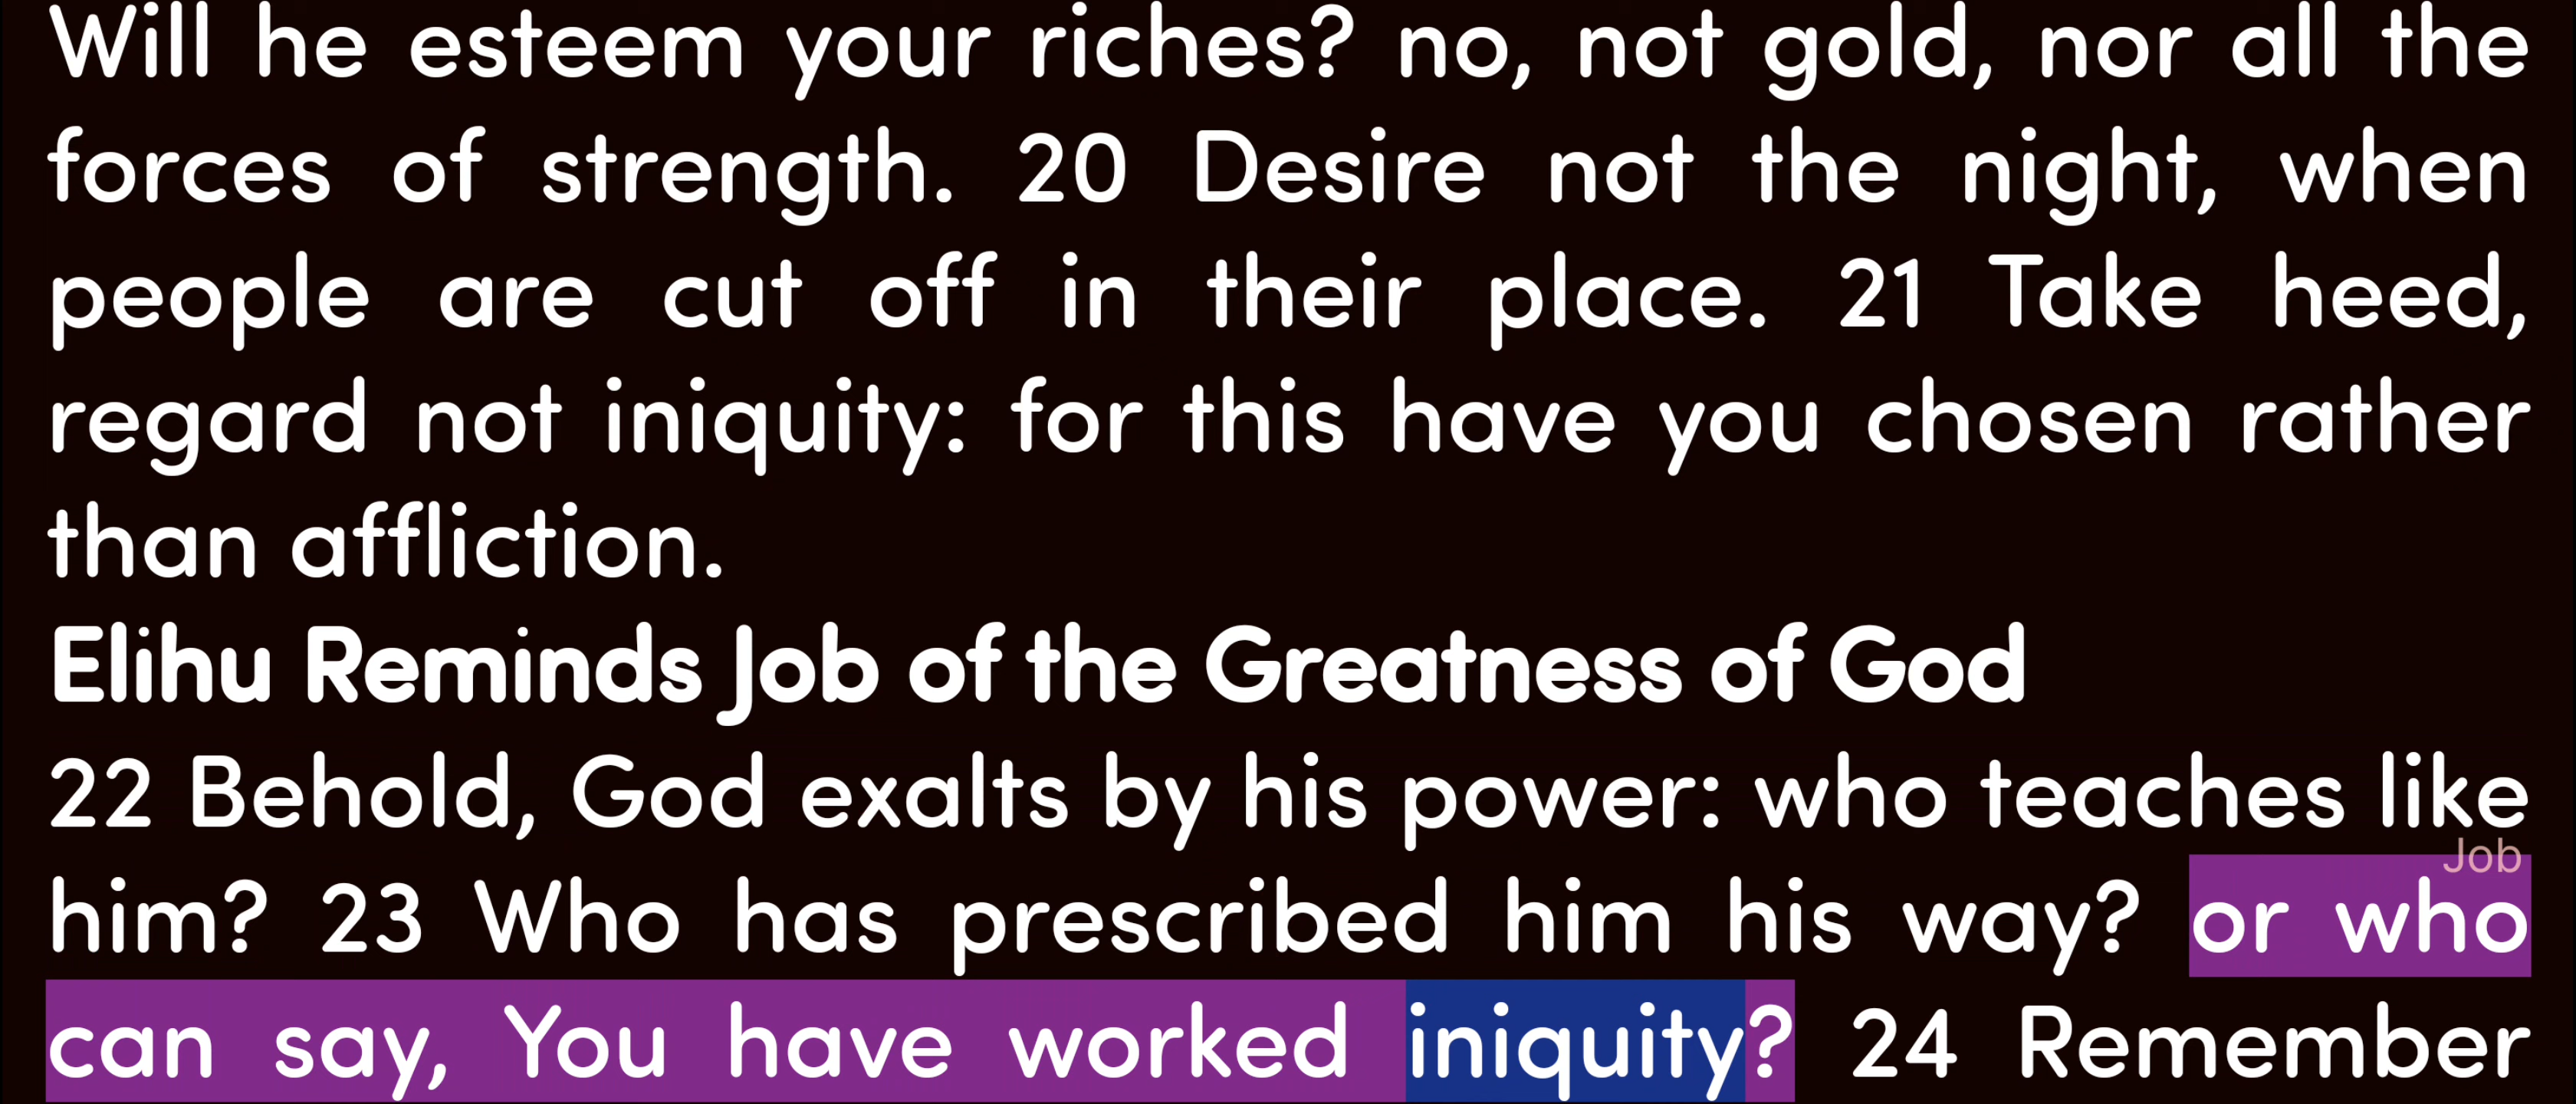 Will he esteem your riches? no, not gold, nor all the
forces of strength. 20 Desire not the night, when
people are cut off in their place. 21 Take heed,
regard not iniquity: for this have you chosen rather
than affliction.
Elihu Reminds Job of the Greatness of God
22 Behold, God exalts by his power: who teaches like
Job
him? 23 Who has prescribed him his way? or who
can say, You have worked iniquity? 24 Remember